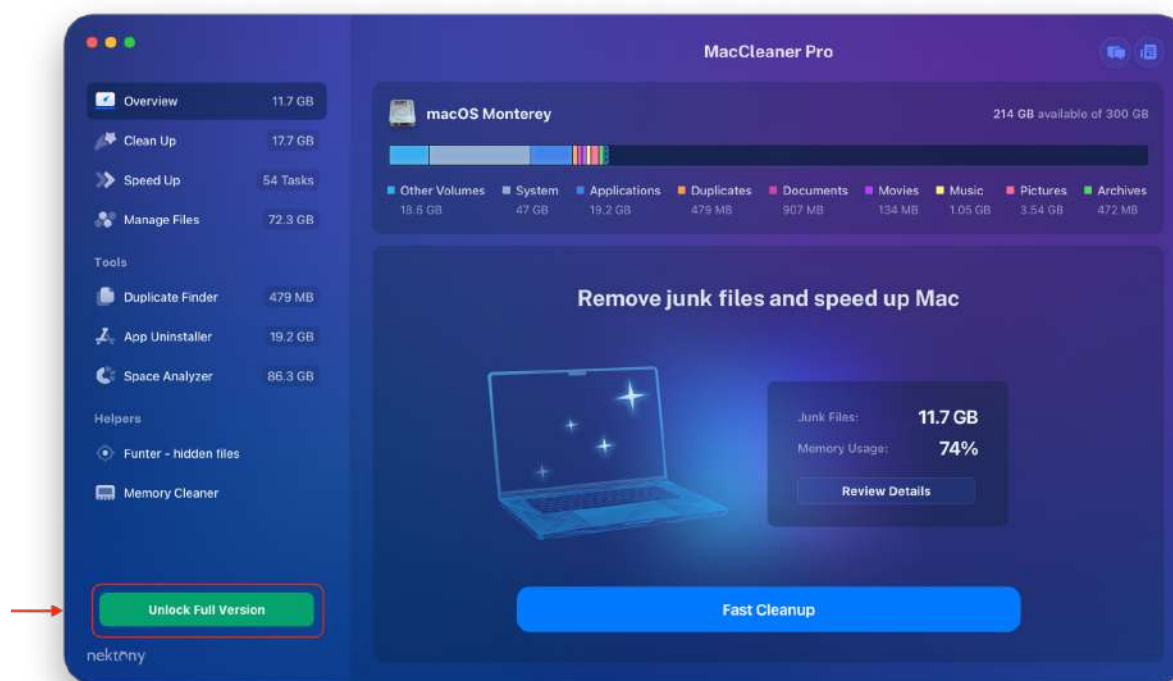 MacCleaner Pro
Overview 11.7 GB
Clean Up 17.7 GB
Speed Up 54 Tasks
Manage Files 72.3 GB
Tools
Duplicate Finder 479 MB
App Uninstaller 19.2 GB
Space Analyzer 86.3 GB
Helpers
Funter - hidden files
Memory Cleaner
Unlock Full Version
nektony
macOS Monterey
214 GB available of 300 GB
Other Volumes System Applications Duplicates Documents Movies Music Pictures Archives
18.6 GB 47 GB 19.2 GB 479 MB 907 MB 134 MB 1.05 GB 3.54 GB 472 MB
Remove junk files and speed up Mac
Junk Files: 11.7 GB
Memory Usage: 74%
Review Details
Fast Cleanup